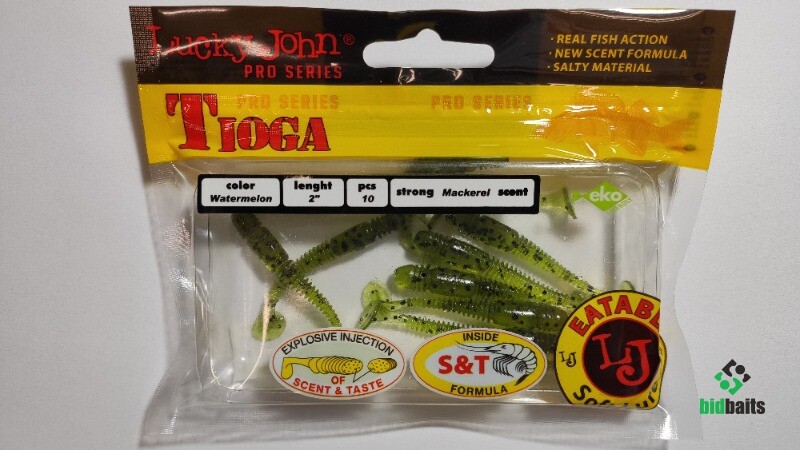 Lucky John®
PRO SERIES
· REAL FISH ACTION
· NEW SCENT FORMULA
· SALTY MATERIAL
PRO SERIES
PRO SERIES
TIOGA
color
Watermelon
lenght
2"
pcs
10
strong Mackerel scent
eko
EXPLOSIVE INJECTION
OF
SCENT & TASTE
INSIDE
S&T
FORMULA
EATABLE
LJ
LJ
bidbaits